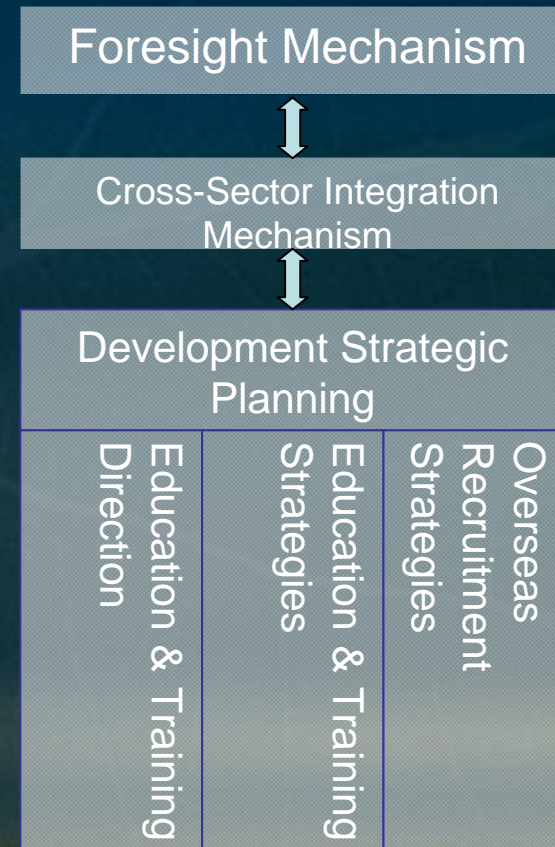 Foresight Mechanism
Cross-Sector Integration
Mechanism
Development Strategic
Planning
Education & Training
Direction
Education & Training
Strategies
Overseas
Recruitment
Strategies